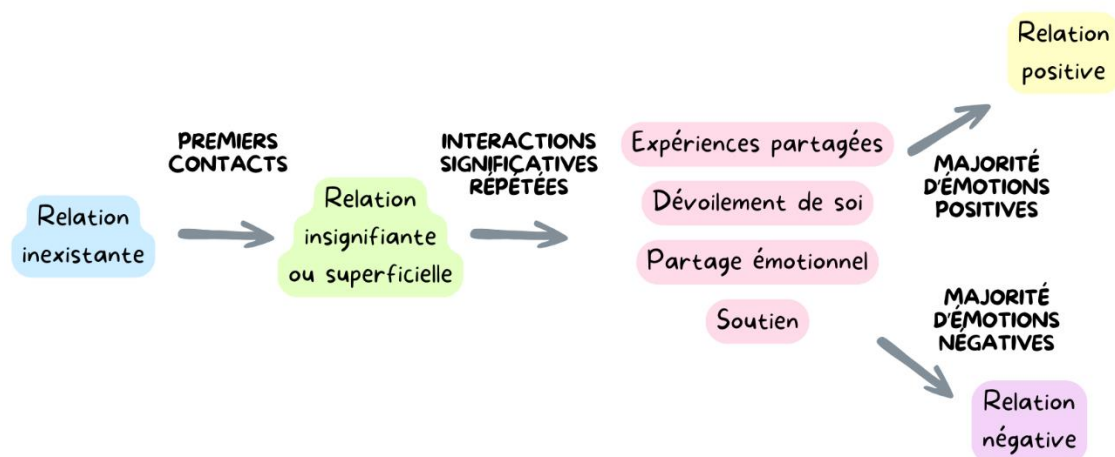 Relation
inexistante
PREMIERS
CONTACTS
Relation
insignifiante
ou superficielle
INTERACTIONS
SIGNIFICATIVES
RÉPÉTÉES
Expériences partagées
Dévoilement de soi
Partage émotionnel
Soutien
MAJORITÉ
D'ÉMOTIONS
POSITIVES
Relation
positive
MAJORITÉ
D'ÉMOTIONS
NÉGATIVES
Relation
négative